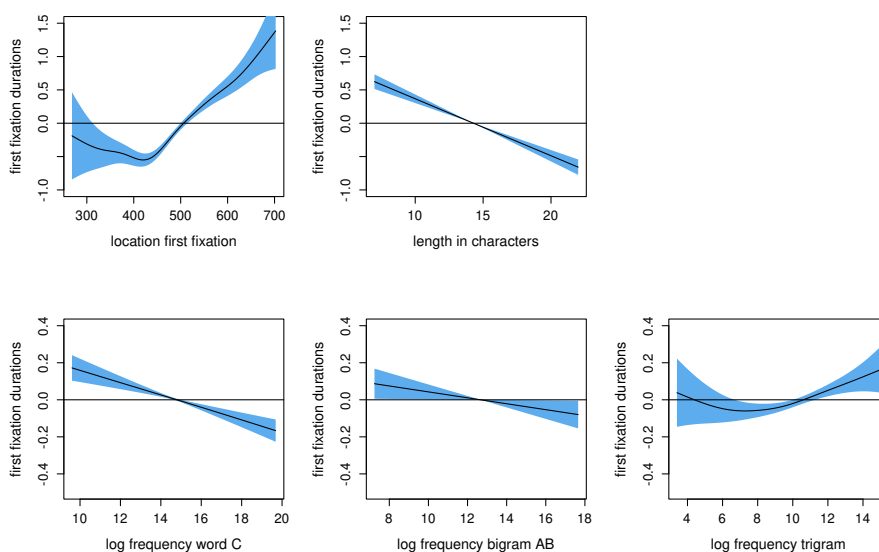 first fixation durations
-1.0 0.0 0.5 1.0 1.5
300 400 500 600 700
location first fixation
first fixation durations
-1.0 0.0 0.5 1.0 1.5
10 15 20
length in characters
first fixation durations
-0.4 -0.2 0.0 0.2 0.4
10 12 14 16 18 20
log frequency word C
first fixation durations
-0.4 -0.2 0.0 0.2 0.4
8 10 12 14 16 18
log frequency bigram AB
first fixation durations
-0.4 -0.2 0.0 0.2 0.4
4 6 8 10 12 14
log frequency trigram